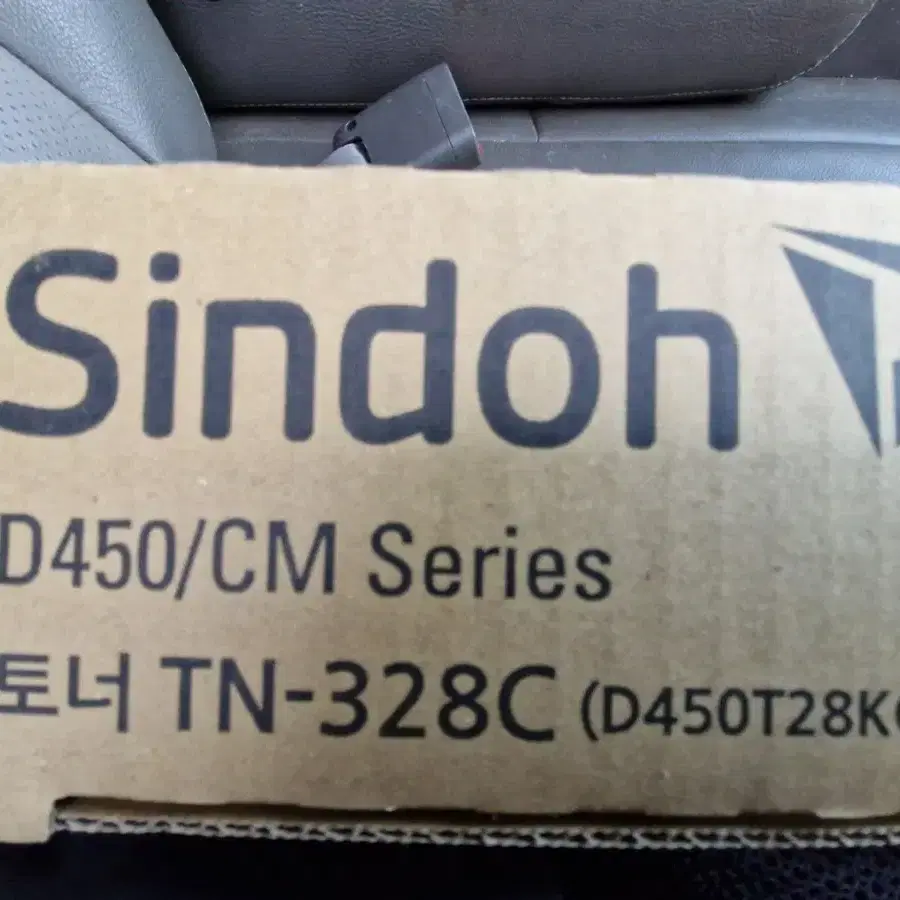 Sindoh
D450/CM Series
토너 TN-328C (D450T28K